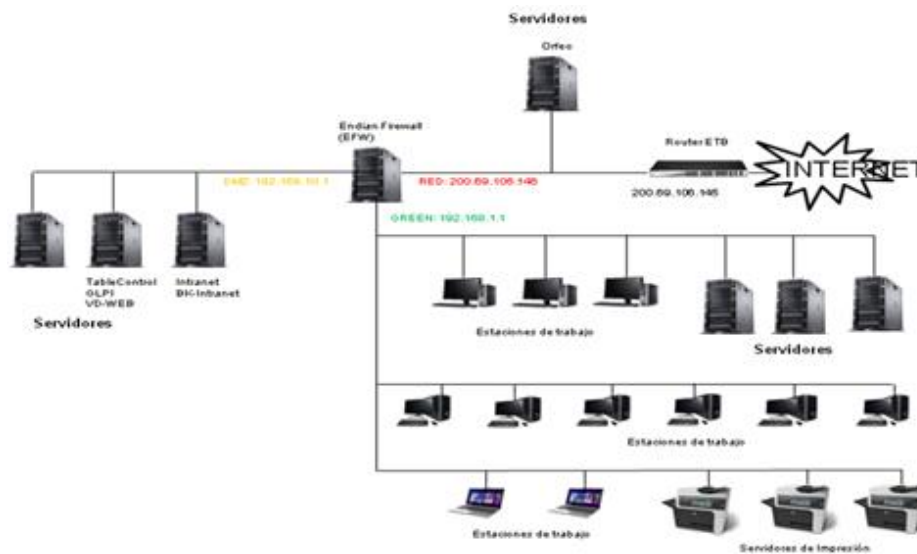 Servidores
Orfeo
Endian Firewall
(EFW)
Router ETB
INTERNET
DMZ: 192.168.10.1
RED: 200.69.106.146
200.69.106.146
GREEN: 192.168.1.1
TableControl
GLPI
VD-WEB
Intranet
BK-Intranet
Servidores
Estaciones de trabajo
Servidores
Estaciones de trabajo
Estaciones de trabajo
Servidores de Impresión